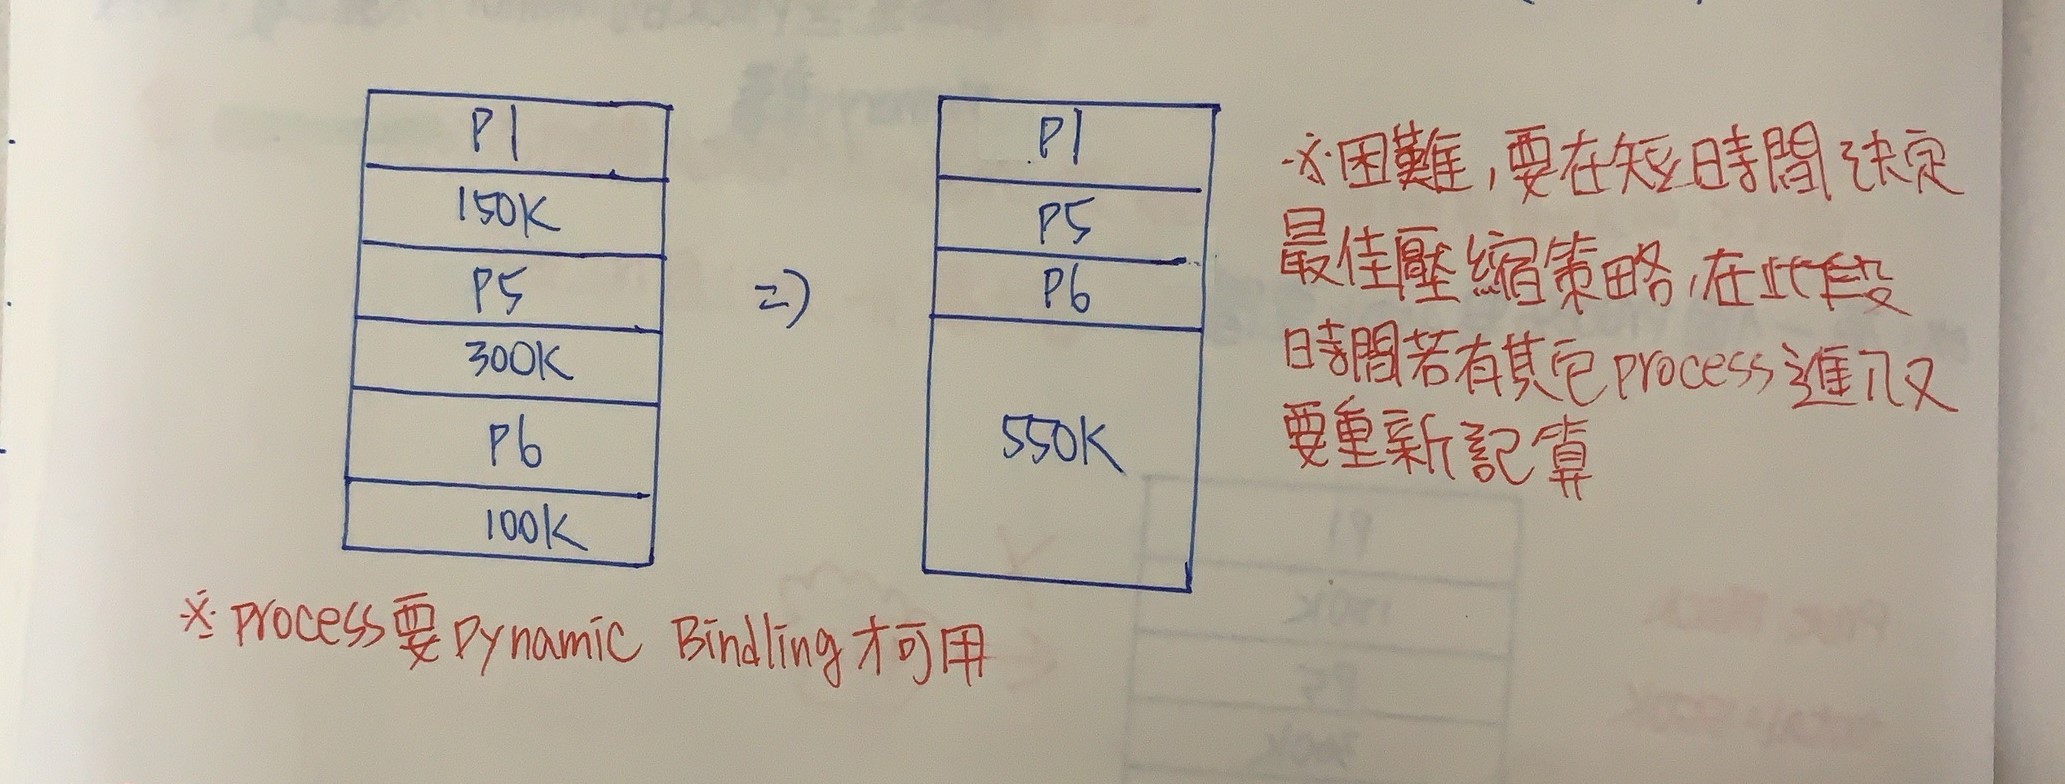 P1
150K
P5
300K
P6
100K
=>
P1
P5
P6
550K
※困難,要在短時間決定
最佳壓縮策略,在此段
時間若有其它process進入又
要重新記算
※ process要Dynamic Bindling才可用